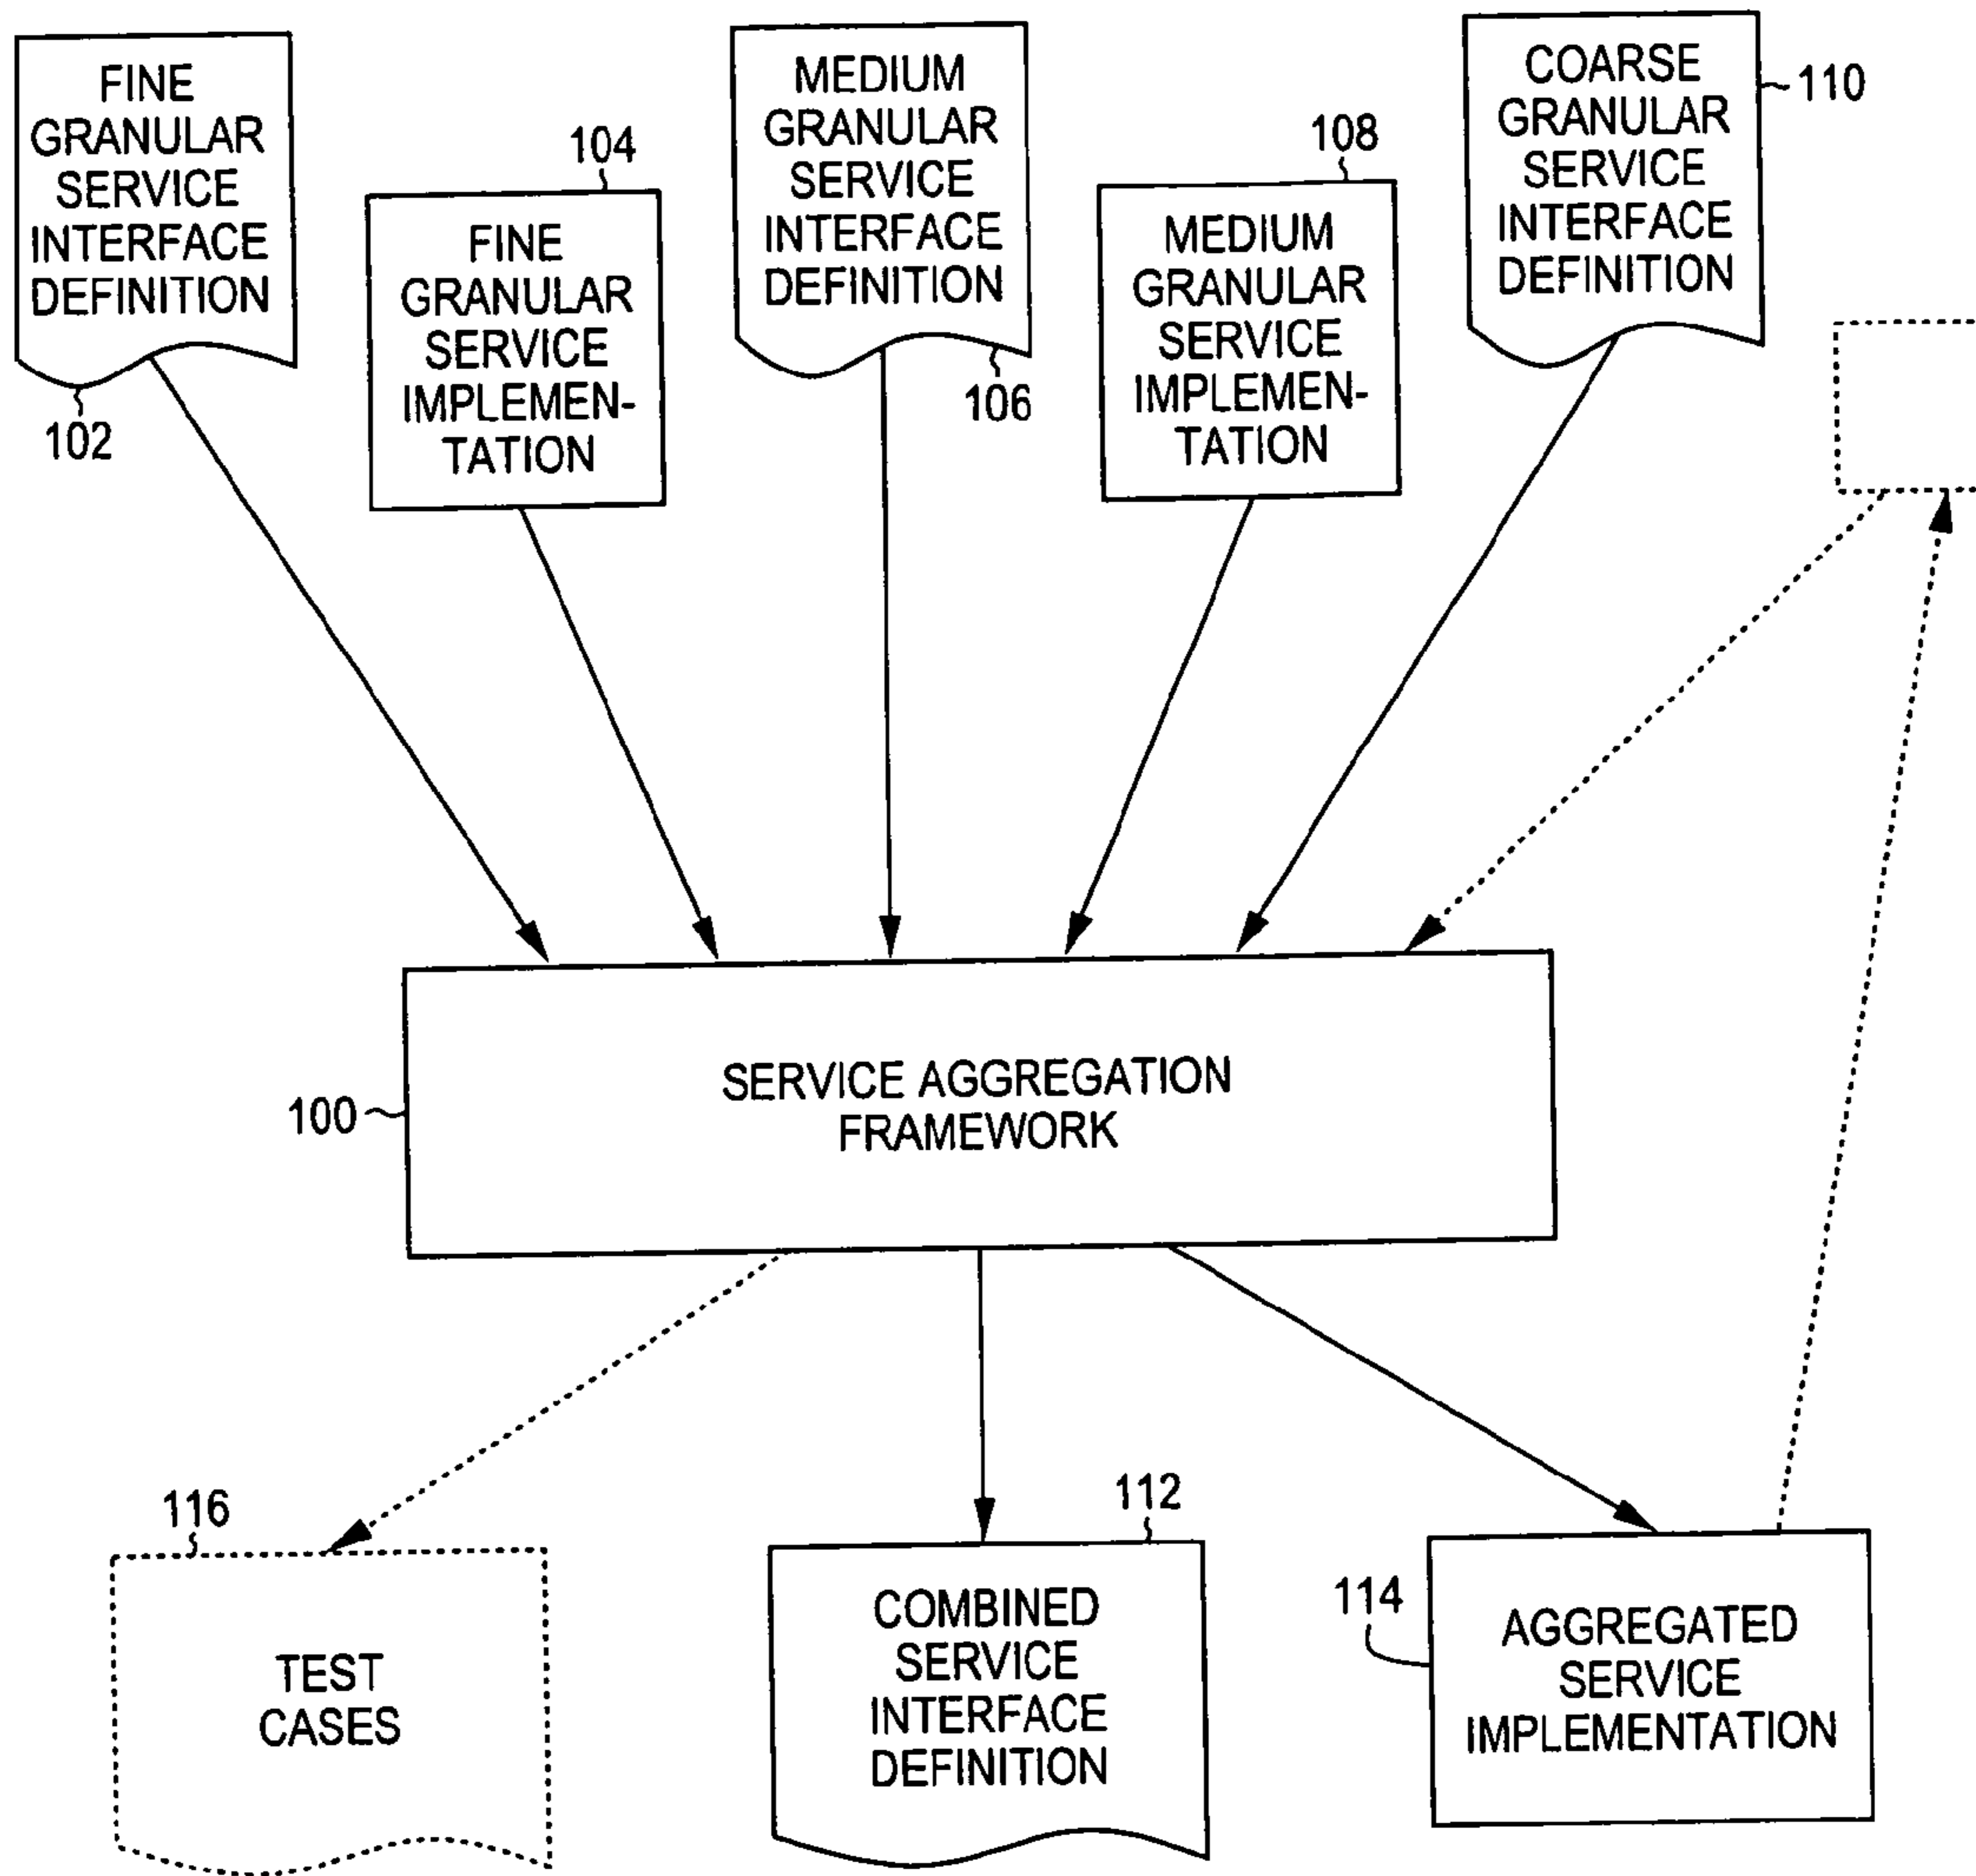 FINE
GRANULAR
SERVICE
INTERFACE
DEFINITION
102
104
FINE
GRANULAR
SERVICE
IMPLEMEN-
TATION
MEDIUM
GRANULAR
SERVICE
INTERFACE
DEFINITION
106
108
MEDIUM
GRANULAR
SERVICE
IMPLEMEN-
TATION
COARSE
GRANULAR
SERVICE
INTERFACE
DEFINITION
110
100
SERVICE AGGREGATION
FRAMEWORK
116
TEST
CASES
112
COMBINED
SERVICE
INTERFACE
DEFINITION
114
AGGREGATED
SERVICE
IMPLEMENTATION